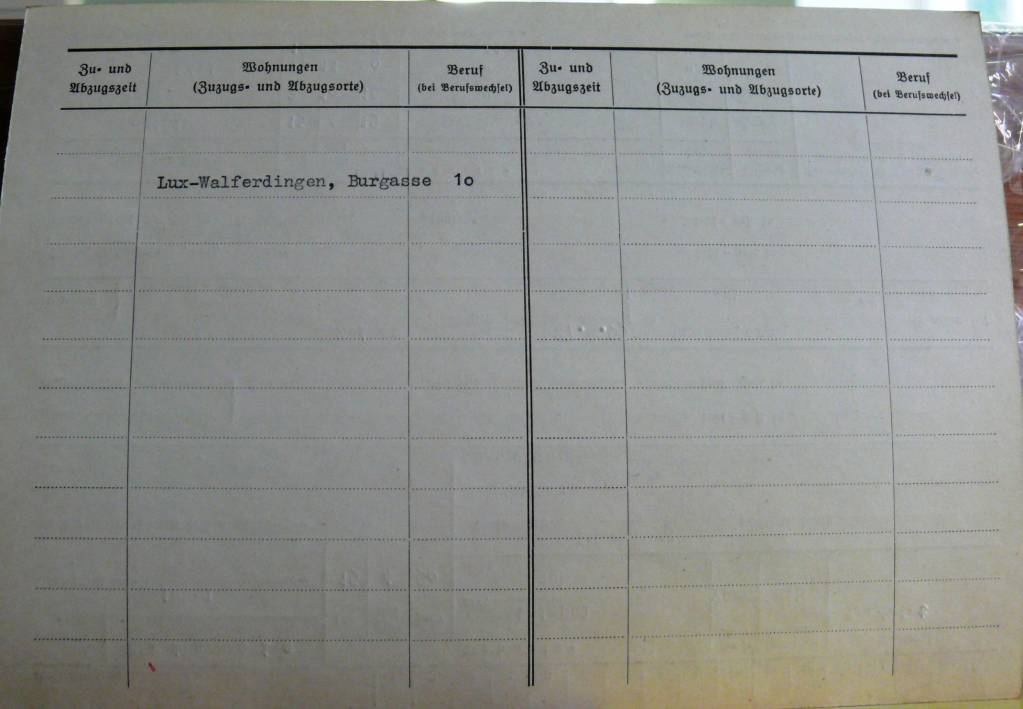 Zu- und Abzugszeit
Wohnungen
(Zuzugs- und Abzugsorte)
Beruf
(bei Berufswechsel)
Zu- und Abzugszeit
Wohnungen
(Zuzugs- und Abzugsorte)
Beruf
(bei Berufswechsel)
Lux-Walferdingen, Burgasse 1o